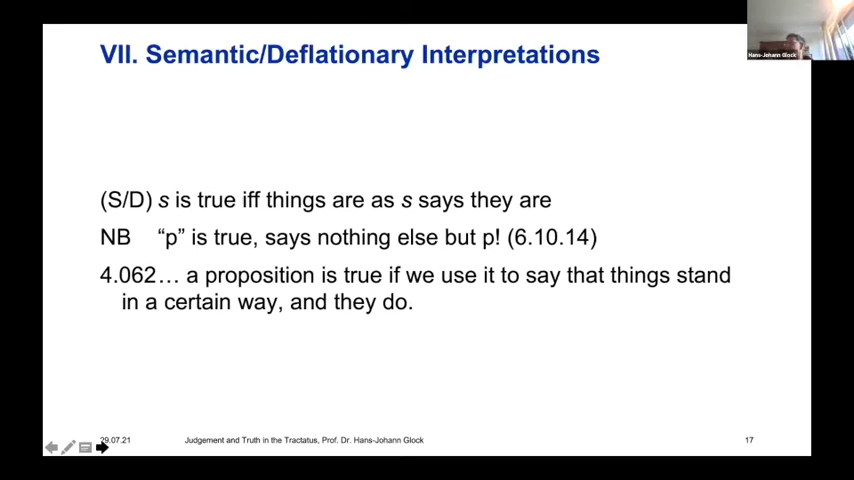 VII. Semantic/Deflationary Interpretations
Hans-Johann Glock
(S/D) s is true iff things are as s says they are
NB “p” is true, says nothing else but p! (6.10.14)
4.062… a proposition is true if we use it to say that things stand
in a certain way, and they do.
29.07.21 Judgement and Truth in the Tractatus, Prof. Dr. Hans-Johann Glock 17